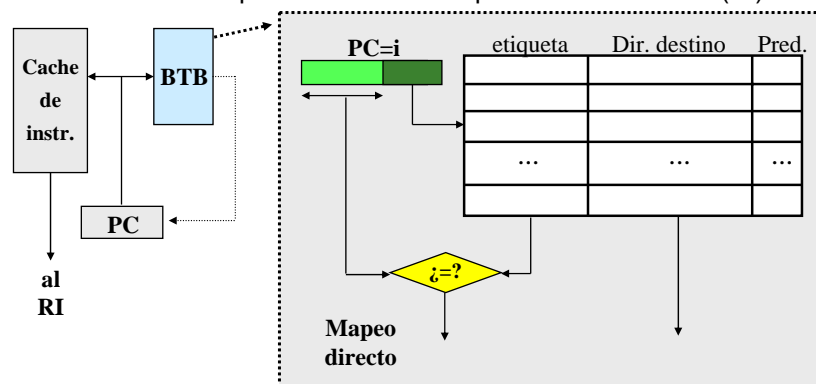 Cache
de
instr.
BTB
PC
al
RI
PC=i
etiqueta Dir. destino Pred.
... ... ...
¿=?
Mapeo
directo